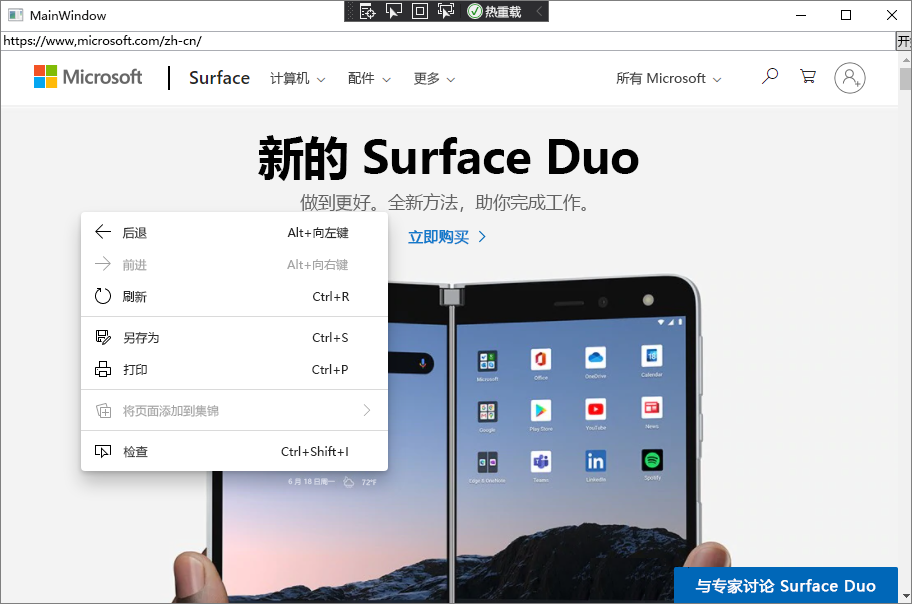 MainWindow
热重载
https://www.microsoft.com/zh-cn/
开
Microsoft Surface 计算机 配件 更多 所有 Microsoft
新的 Surface Duo
做到更好。全新方法，助你完成工作。
立即购买
后退 Alt+向左键
前进 Alt+向右键
刷新 Ctrl+R
另存为 Ctrl+S
打印 Ctrl+P
将页面添加到集锦
检查 Ctrl+Shift+I
Microsoft Office OneDrive Calendar
18
Google Play Store YouTube News
Edge & OneNote Teams LinkedIn Spotify
6 月 18 日周一 72°F
与专家讨论 Surface Duo